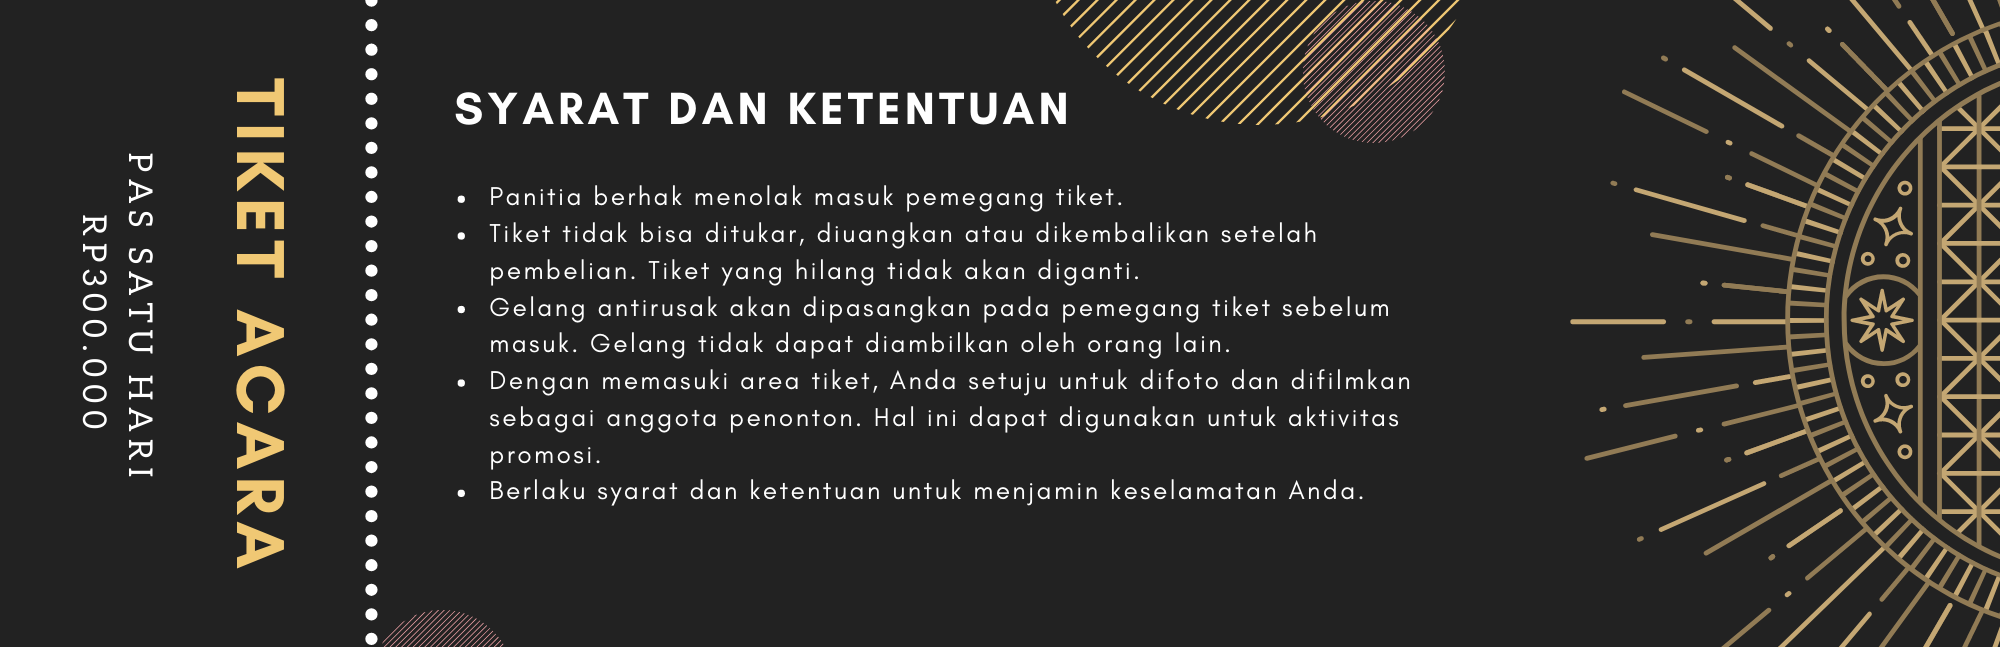 TIKET ACARA
PAS SATU HARI
RP300.000
SYARAT DAN KETENTUAN
Panitia berhak menolak masuk pemegang tiket.
Tiket tidak bisa ditukar, diuangkan atau dikembalikan setelah
pembelian. Tiket yang hilang tidak akan diganti.
Gelang antirusak akan dipasangkan pada pemegang tiket sebelum
masuk. Gelang tidak dapat diambilkan oleh orang lain.
Dengan memasuki area tiket, Anda setuju untuk difoto dan difilmkan
sebagai anggota penonton. Hal ini dapat digunakan untuk aktivitas
promosi.
Berlaku syarat dan ketentuan untuk menjamin keselamatan Anda.